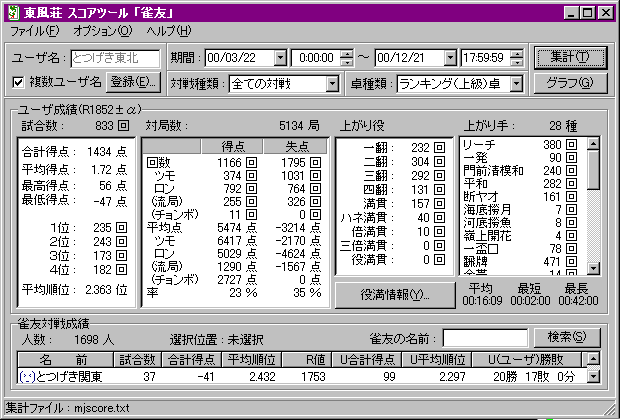 東風荘 スコアツール「雀友」
ファイル(F) オプション(O) ヘルプ(H)
ユーザ名： とつげき東北
期間： 00/03/22 0:00:00 ～ 00/12/21 17:59:59
集計(T)
複数ユーザ名 登録(E)...
対戦種類： 全ての対戦
卓種類： ランキング(上級)卓
グラフ(G)
ユーザ成績(R1852±α)
試合数： 833 回
合計得点： 1434 点
平均得点： 1.72 点
最高得点： 56 点
最低得点： -47 点
1位： 235 回
2位： 243 回
3位： 173 回
4位： 182 回
平均順位： 2.363 位
対局数： 5134 局
得点 失点
回数 1166 回 1795 回
ツモ 374 回 1031 回
ロン 792 回 764 回
(流局) 255 回 326 回
(チョンボ) 11 回 0 回
平均点 5474 点 -3214 点
ツモ 6417 点 -2170 点
ロン 5029 点 -4624 点
(流局) 1290 点 -1567 点
(チョンボ) 2727 点 0 点
率 23 % 35 %
上がり役
一翻： 232 回
二翻： 304 回
三翻： 292 回
四翻： 131 回
満貫： 157 回
ハネ満貫： 40 回
倍満貫： 10 回
三倍満貫： 0 回
役満貫： 0 回
役満情報(Y)...
上がり手： 28 種
リーチ 380 回
一発 90 回
門前清模和 240 回
平和 282 回
断ヤオ 161 回
海底撈月 7 回
河底撈魚 8 回
嶺上開花 4 回
一盃口 78 回
飜牌 471 回
全帯 14 回
平均 最短 最長
00:16:09 00:02:00 00:42:00
雀友対戦成績
人数： 1698 人
選択位置：未選択
雀友の名前：
検索(S)
名 前 試合数 合計得点 平均順位 R値 U合計得点 U平均順位 U(ユーザ)勝敗
とつげき関東 37 -41 2.432 1753 99 2.297 20勝 17敗 0分
集計ファイル：mjscore.txt